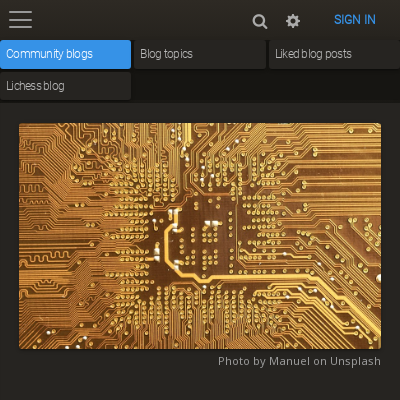 SIGN IN
Community blogs
Blog topics
Liked blog posts
Lichess blog
Photo by Manuel on Unsplash